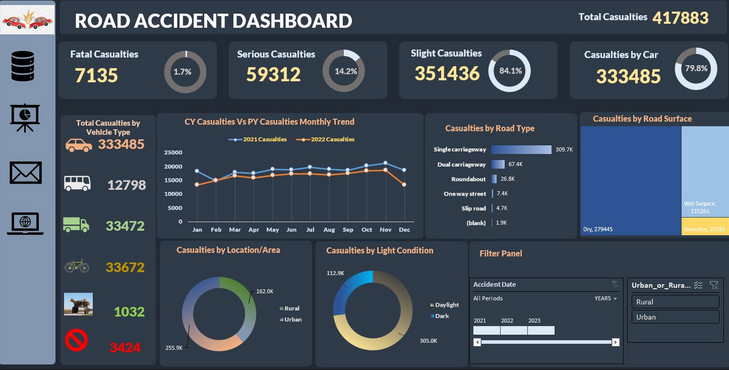 ROAD ACCIDENT DASHBOARD
Total Casualties 417883
Fatal Casualties
7135
1.7%
Serious Casualties
59312
14.2%
Slight Casualties
351436
84.1%
Casualties by Car
333485
79.8%
Total Casualties by
Vehicle Type
333485
12798
33472
33672
1032
3424
CY Casualties Vs PY Casualties Monthly Trend
2021 Casualties
2022 Casualties
25000
20000
15000
10000
5000
0
Jan Feb Mar Apr May Jun Jul Aug Sep Oct Nov Dec
Casualties by Road Type
Single carriageway 309.7K
Dual carriageway 67.4K
Roundabout 26.8K
One way street 7.4K
Slip road 4.7K
(blank) 1.9K
Casualties by Road Surface
Dry, 279445
Wet Surface,
115261
Casualties by Location/Area
162.0K
255.9K
Rural
Urban
Casualties by Light Condition
112.9K
305.0K
Daylight
Dark
Filter Panel
Accident Date
All Periods
YEARS
2021 2022 2023
Urban_or_Rura...
Rural
Urban